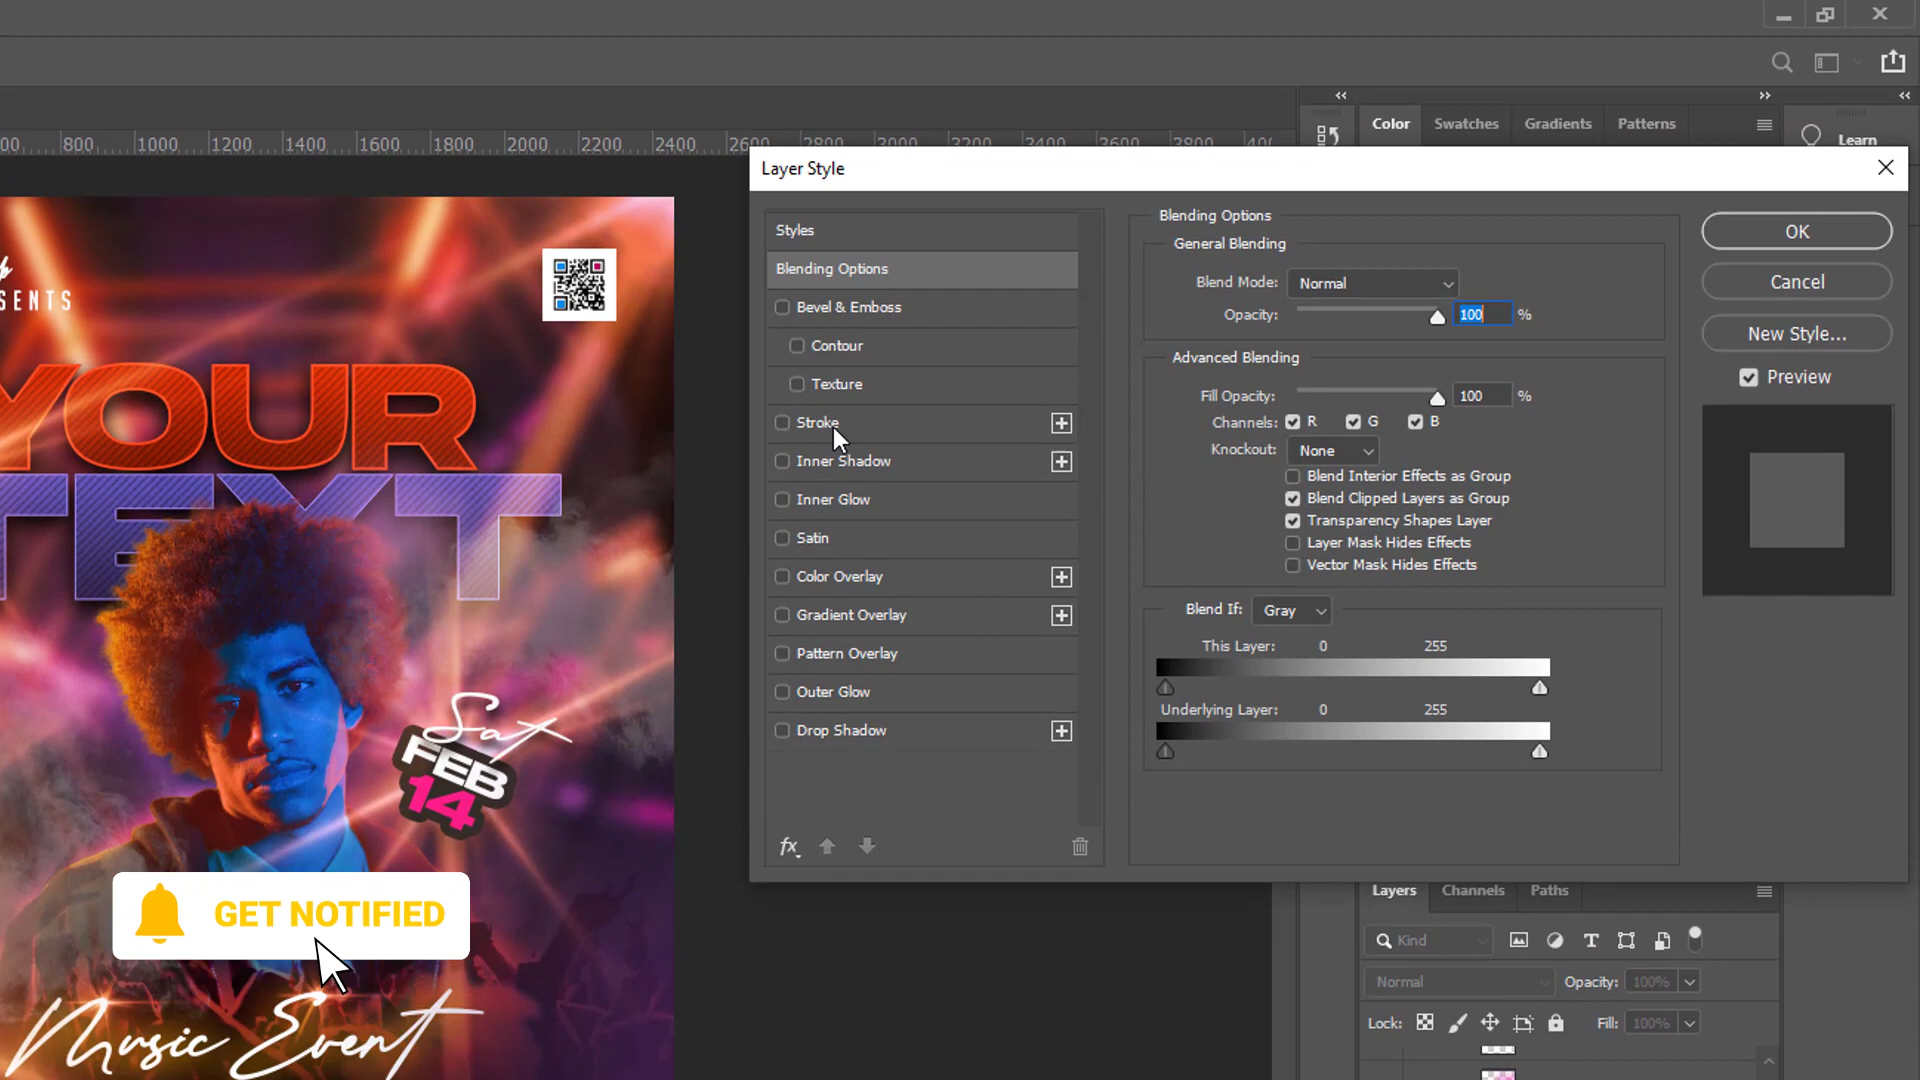 Color
Swatches
Gradients
Patterns
Learn
800
1000
1200
1400
1600
1800
2000
2200
2400
2600
2800
3000
3200
3400
3600
3800
Layer Style
Styles
Blending Options
Bevel & Emboss
Contour
Texture
Stroke
Inner Shadow
Inner Glow
Satin
Color Overlay
Gradient Overlay
Pattern Overlay
Outer Glow
Drop Shadow
fx
Blending Options
General Blending
Blend Mode: Normal
Opacity: 100 %
Advanced Blending
Fill Opacity: 100 %
Channels: R G B
Knockout: None
Blend Interior Effects as Group
Blend Clipped Layers as Group
Transparency Shapes Layer
Layer Mask Hides Effects
Vector Mask Hides Effects
Blend If: Gray
This Layer: 0 255
Underlying Layer: 0 255
OK
Cancel
New Style...
Preview
YOUR
TEXT
Sat
FEB
14
GET NOTIFIED
Music Event
Layers
Channels
Paths
Kind
Normal
Opacity: 100%
Lock:
Fill: 100%